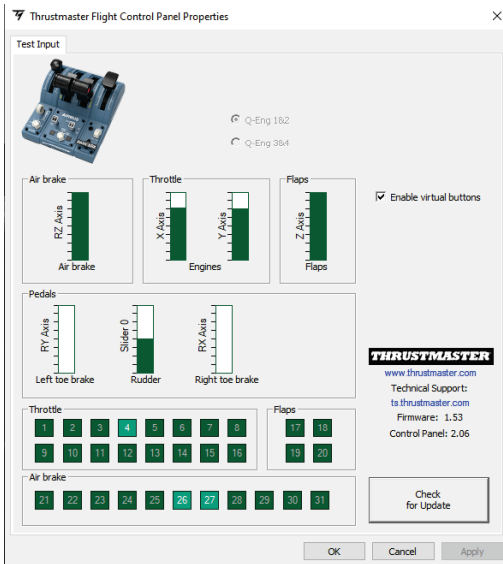 Thrustmaster Flight Control Panel Properties
Test Input
Q-Eng 1&2
Q-Eng 3&4
Air brake
Throttle
Flaps
RZ Axis
X Axis
Y Axis
Z Axis
Enable virtual buttons
Air brake
Engines
Flaps
Pedals
RY Axis
Slider 0
RX Axis
Left toe brake
Rudder
Right toe brake
THRUSTMASTER
www.thrustmaster.com
Technical Support:
ts.thrustmaster.com
Firmware: 1.53
Control Panel: 2.06
Throttle
Flaps
1 2 3 4 5 6 7 8
17 18
9 10 11 12 13 14 15 16
19 20
Air brake
21 22 23 24 25 26 27 28 29 30 31
Check
for Update
OK
Cancel
Apply